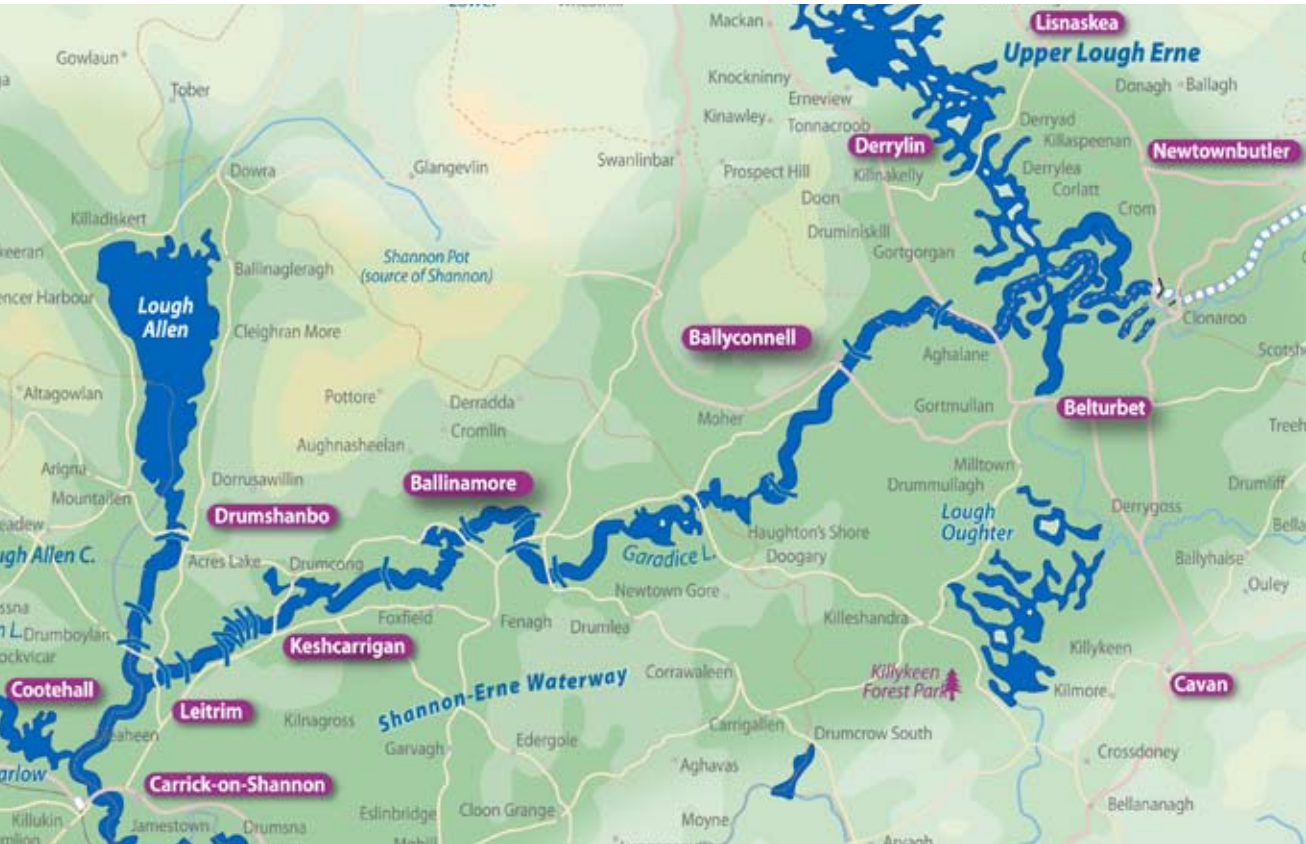 Mackan
Lisnaskea
Upper Lough Erne
Gowlaun
Tober
Knockninny
Erneview
Donagh
Ballagh
Kinawley
Tonnacroob
Derryad
Killaspeenan
Derrylin
Newtownbutler
Swanlinbar
Dowra
Glangevlin
Prospect Hill
Killnakelly
Derrylea
Corlatt
Doon
Crom
Killadiskert
Druminiskill
Gortgorgan
Shannon Pot
(source of Shannon)
Ballinagleragh
encer Harbour
Lough
Allen
Clonaroo
Cleighran More
Ballyconnell
Aghalane
Altagowlan
Pottore
Derradda
Gortmullan
Belturbet
Moher
Cromlin
Aughnasheelan
Arigna
Milltown
Dorrusawillin
Ballinamore
Mountallen
Drummullagh
Drumliff
Drumshanbo
Lough
Oughter
Derrygoss
Haughton's Shore
ugh Allen C.
Acres Lake
Drumcong
Garadice L.
Doogary
Ballyhaise
Newtown Gore
Ouley
Drumboylan
Foxfield
Fenagh
Drumlea
Killeshandra
Keshcarrigan
Killykeen
Cootehall
Corrawaleen
Killykeen
Forest Park
Kilmore
Cavan
Shannon-Erne Waterway
Leitrim
Kilnagross
Carrigallen
Drumcrow South
Garvagh
Edergole
Crossdoney
Aghavas
Carrick-on-Shannon
Bellananagh
Killukin
Jamestown
Drumsna
Eslinbridge
Cloon Grange
Moyne